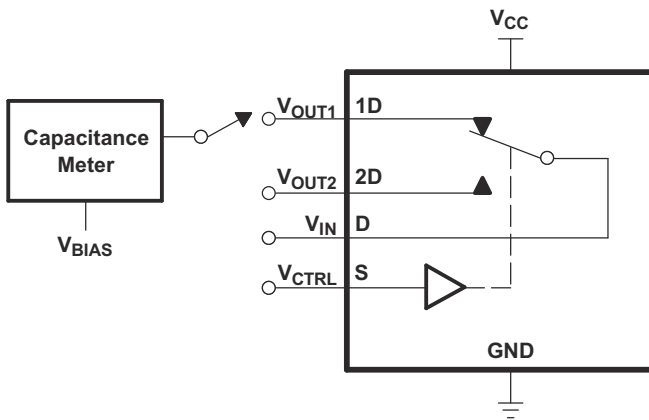 VCC
Capacitance
Meter
VBIAS
VOUT1 1D
VOUT2 2D
VIN D
VCTRL S
GND